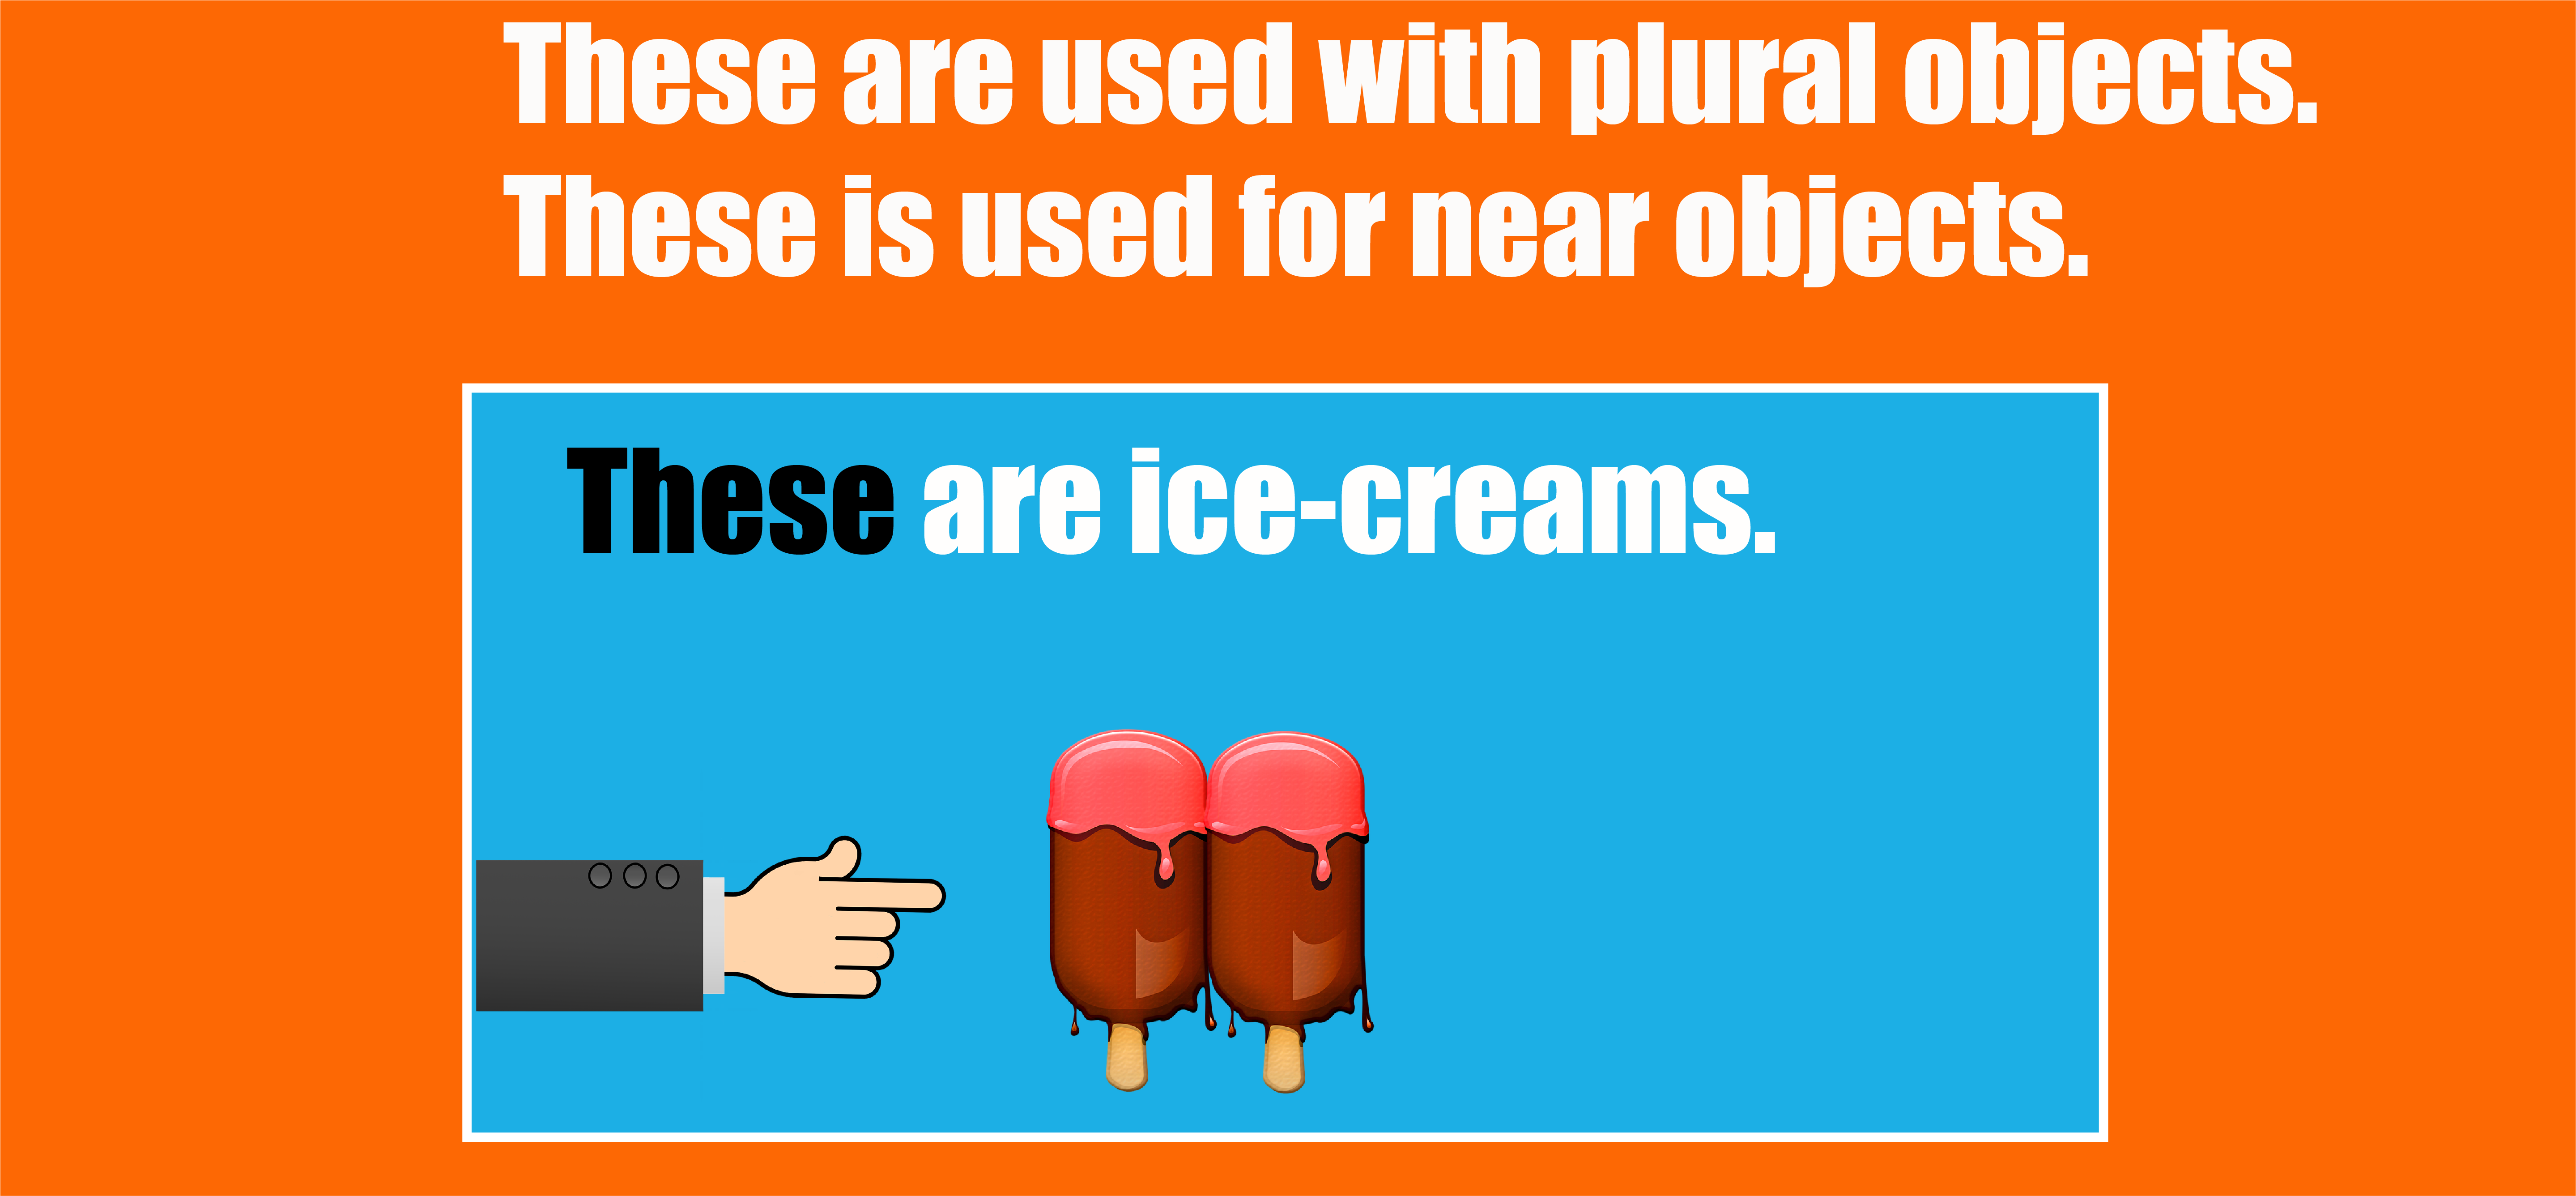 These are used with plural objects.
These is used for near objects.
These are ice-creams.